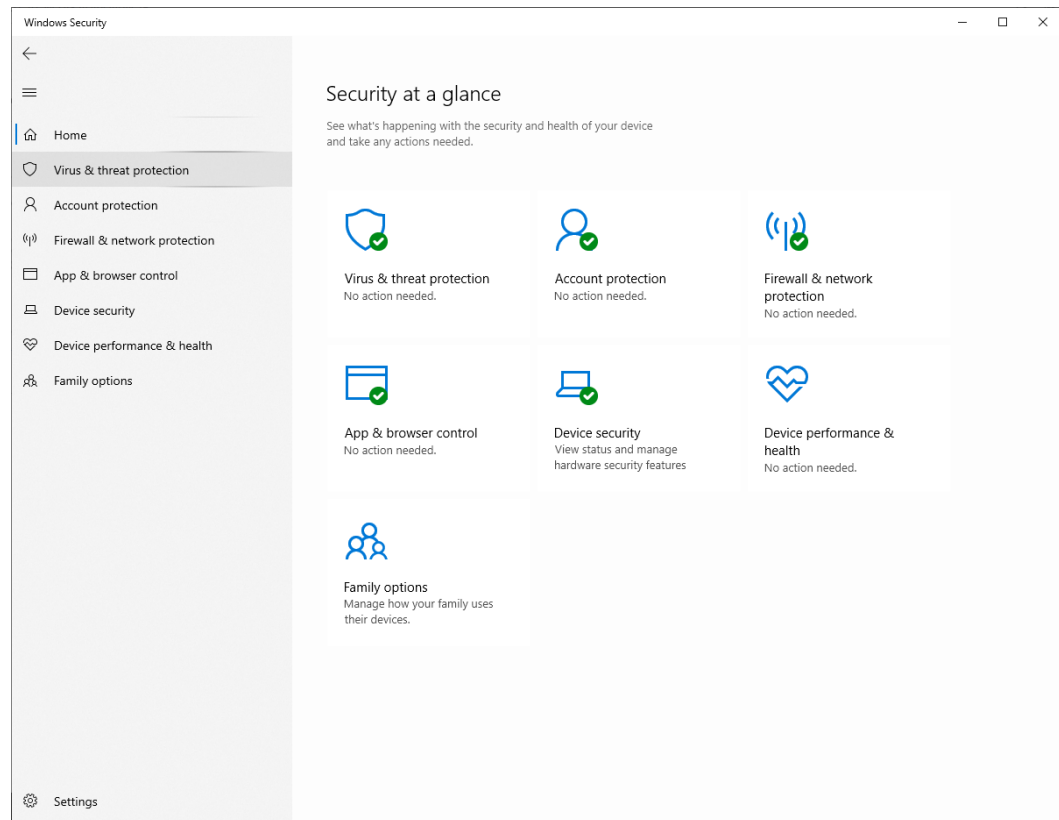 Windows Security
Home
Virus & threat protection
Account protection
Firewall & network protection
App & browser control
Device security
Device performance & health
Family options
Settings
Security at a glance
See what's happening with the security and health of your device
and take any actions needed.
Virus & threat protection
No action needed.
Account protection
No action needed.
Firewall & network
protection
No action needed.
App & browser control
No action needed.
Device security
View status and manage
hardware security features
Device performance &
health
No action needed.
Family options
Manage how your family uses
their devices.